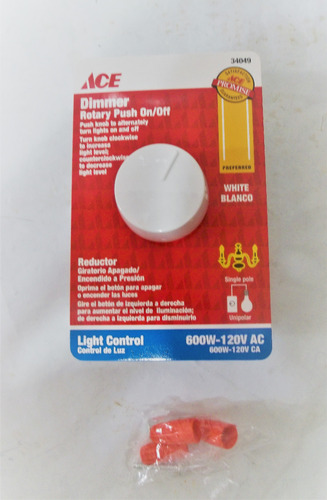 34049
ACE
SATISFACTION
ACE
PROMISE
GUARANTEED
PREFERRED
Dimmer
Rotary Push On/Off
Push knob to alternately
turn lights on and off
Turn knob clockwise
to increase
light level;
counterclockwise
to decrease
light level
WHITE
BLANCO
Reductor
Giratorio Apagado/
Encendido a Presión
Oprima el botón para apagar
o encender las luces
Gire el botón de izquierda a derecha
para aumentar el nivel de iluminación;
de derecha a izquierda para disminuirlo
Single pole
Unipolar
Light Control
Control de Luz
600W-120V AC
600W-120V CA